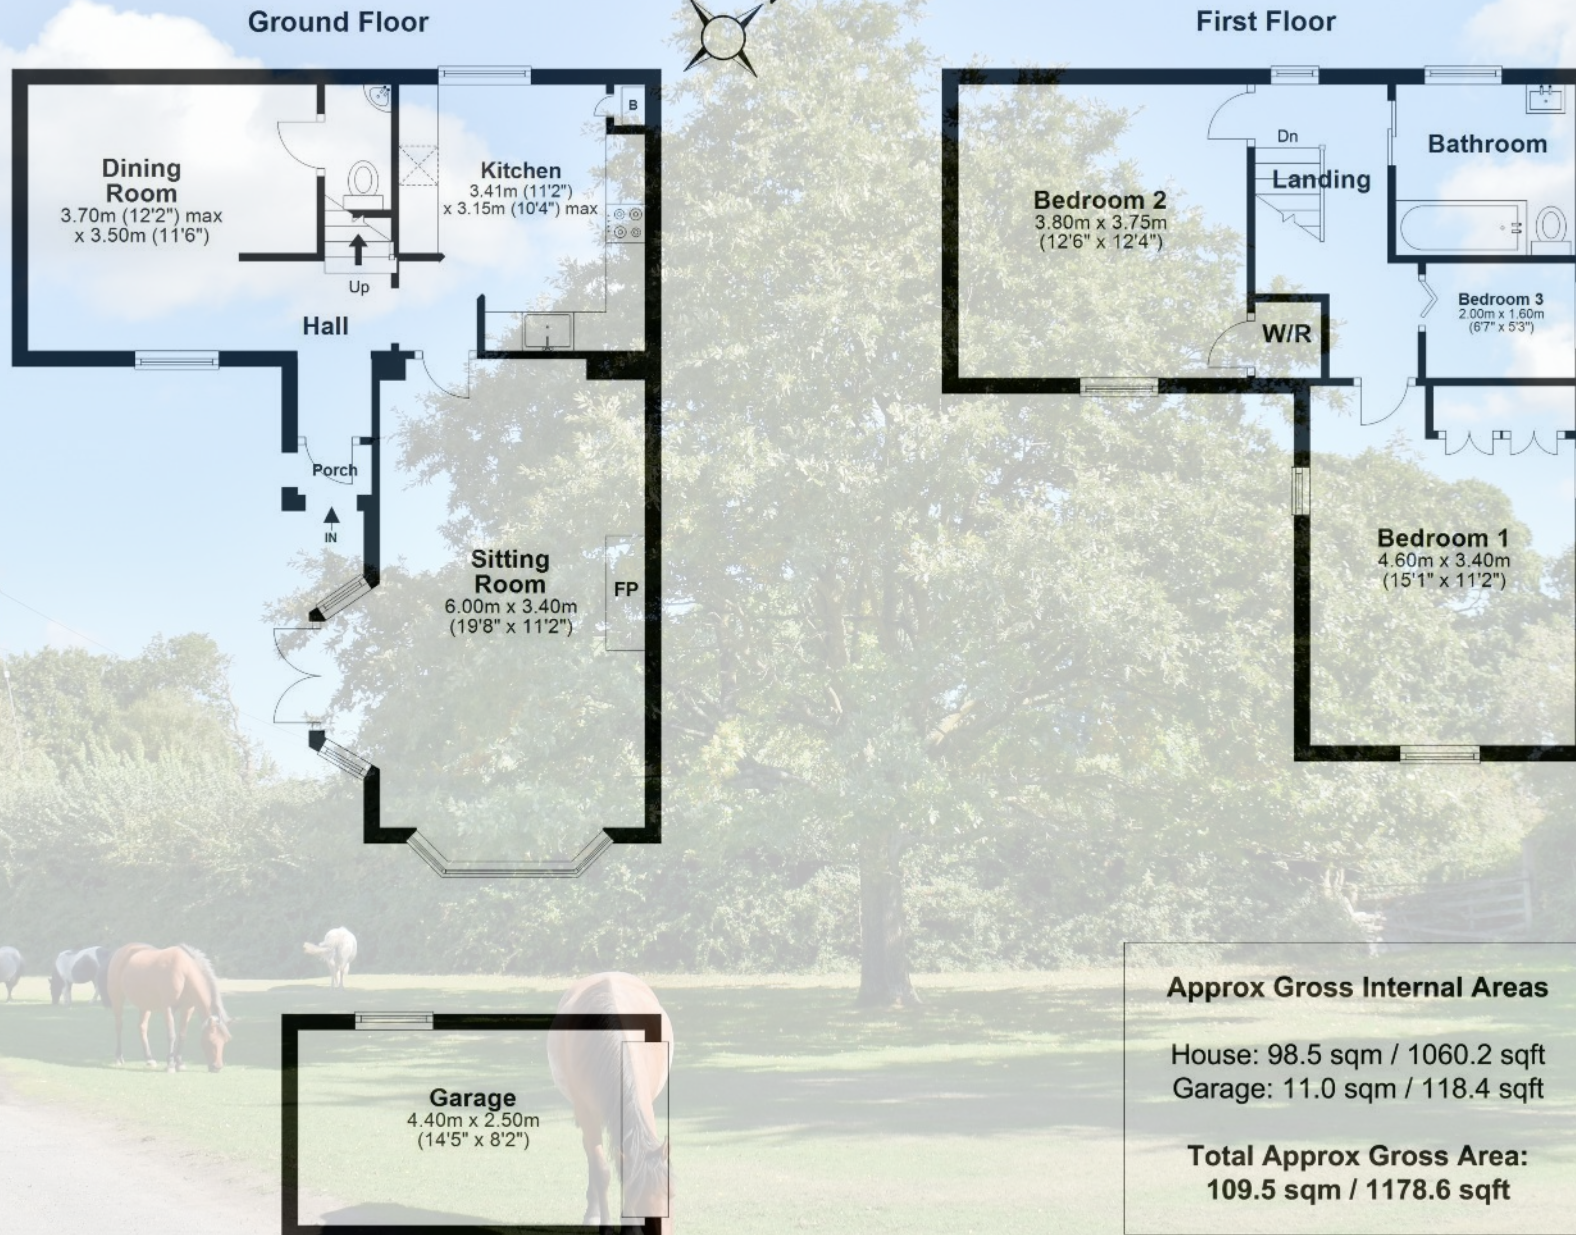 Ground Floor
First Floor
Dining
Room
3.70m (12'2") max
x 3.50m (11'6")
Kitchen
3.41m (11'2")
x 3.15m (10'4") max
B
Up
Hall
Porch
IN
Sitting
Room
6.00m x 3.40m
(19'8" x 11'2")
FP
Bedroom 2
3.80m x 3.75m
(12'6" x 12'4")
Dn
Landing
Bathroom
W/R
Bedroom 3
2.00m x 1.60m
(6'7" x 5'3")
Bedroom 1
4.60m x 3.40m
(15'1" x 11'2")
Garage
4.40m x 2.50m
(14'5" x 8'2")
Approx Gross Internal Areas
House: 98.5 sqm / 1060.2 sqft
Garage: 11.0 sqm / 118.4 sqft
Total Approx Gross Area:
109.5 sqm / 1178.6 sqft